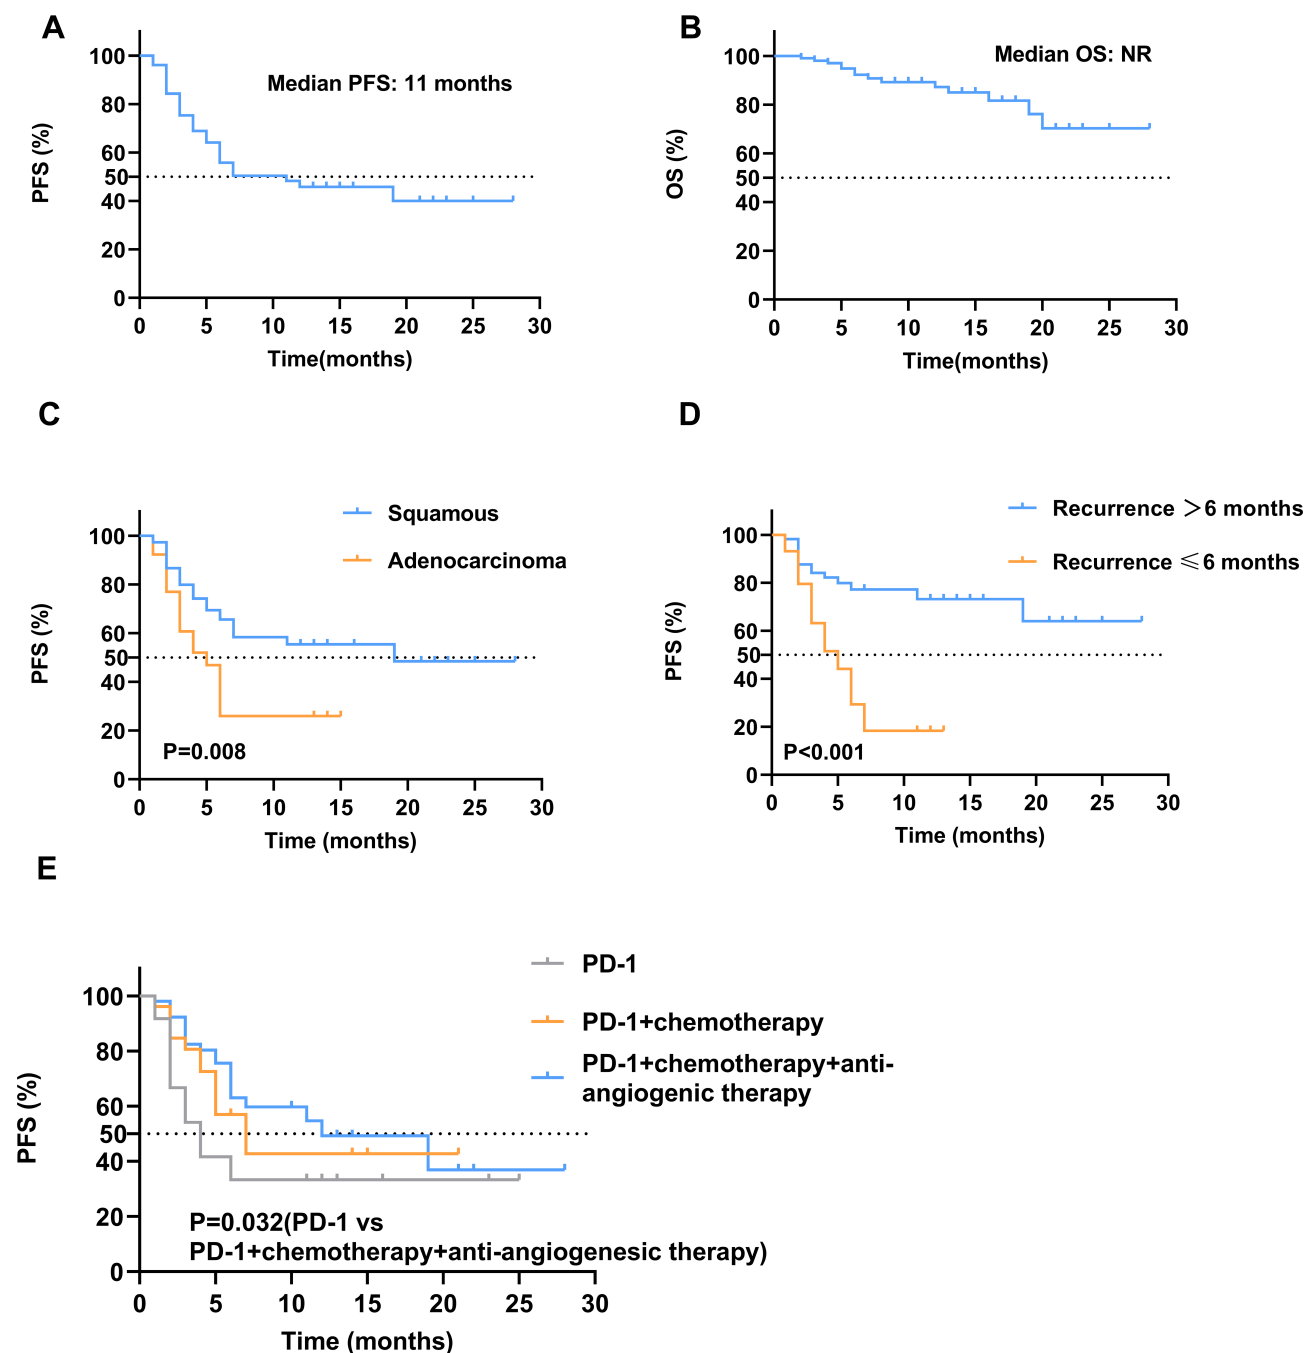 A
Median PFS: 11 months
100
80
60
50
40
20
0
PFS (%)
0 5 10 15 20 25 30
Time(months)
B
Median OS: NR
100
80
60
50
40
20
0
OS (%)
0 5 10 15 20 25 30
Time(months)
C
Squamous
Adenocarcinoma
100
80
60
50
40
20
0
PFS (%)
P=0.008
0 5 10 15 20 25 30
Time (months)
D
Recurrence >6 months
Recurrence ⩽6 months
100
80
60
50
40
20
0
PFS (%)
P<0.001
0 5 10 15 20 25 30
Time (months)
E
PD-1
PD-1+chemotherapy
PD-1+chemotherapy+anti-
angiogenic therapy
100
80
60
50
40
20
0
PFS (%)
P=0.032(PD-1 vs
PD-1+chemotherapy+anti-angiogenesic therapy)
0 5 10 15 20 25 30
Time (months)